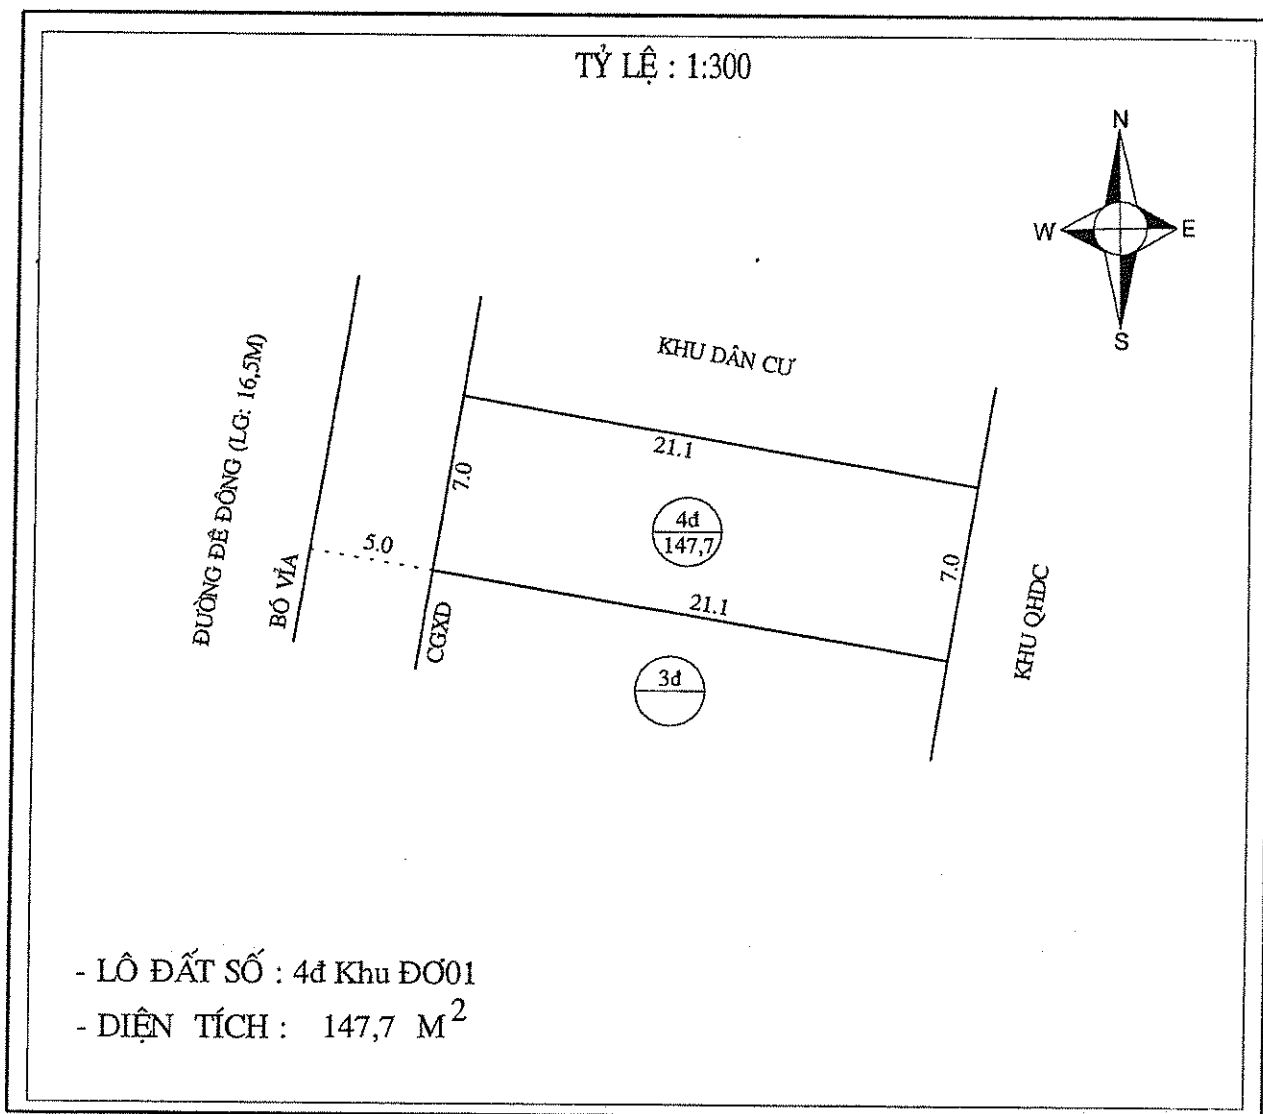 TỶ LỆ : 1:300
N
W
E
S
KHU DÂN CƯ
ĐƯỜNG ĐÊ ĐÔNG (LG: 16,5M)
21.1
7.0
4đ
147,7
5.0
BÓ VỈA
7.0
21.1
CGXD
KHU QHDC
3đ
- LÔ ĐẤT SỐ : 4đ Khu ĐƠ01
- DIỆN TÍCH : 147,7 M²